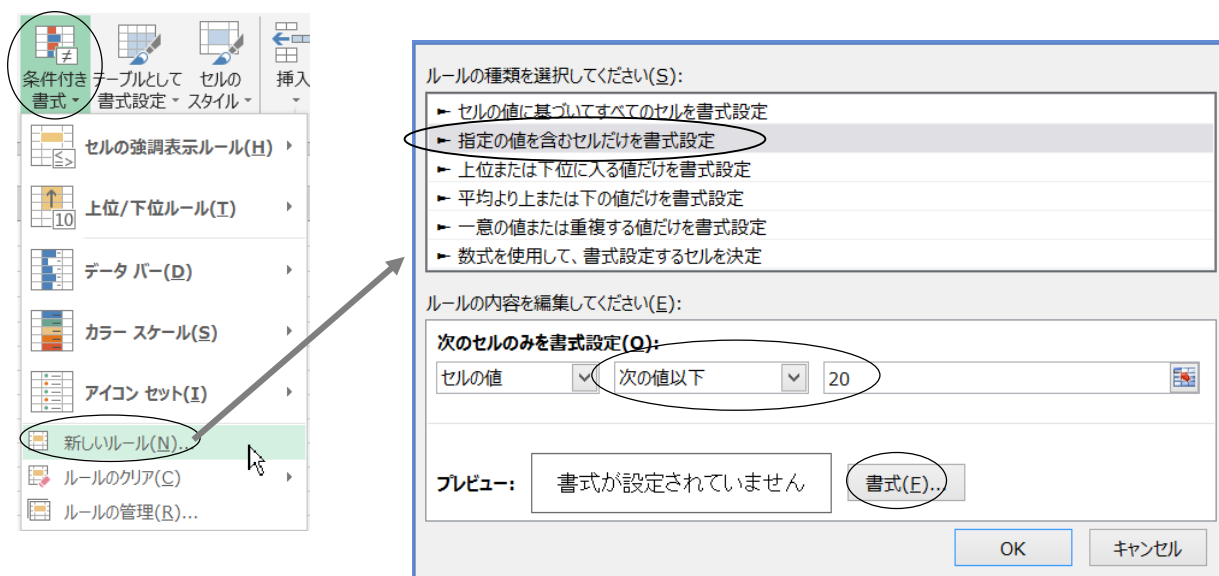 条件付き テーブルとして セルの 挿入
書式 書式設定 スタイル
セルの強調表示ルール(H)
上位/下位ルール(T)
10
データ バー(D)
カラー スケール(S)
アイコン セット(I)
新しいルール(N)...
ルールのクリア(C)
ルールの管理(R)...
ルールの種類を選択してください(S):
► セルの値に基づいてすべてのセルを書式設定
► 指定の値を含むセルだけを書式設定
► 上位または下位に入る値だけを書式設定
► 平均より上または下の値だけを書式設定
► 一意の値または重複する値だけを書式設定
► 数式を使用して、書式設定するセルを決定
ルールの内容を編集してください(E):
次のセルのみを書式設定(O):
セルの値 次の値以下 20
プレビュー: 書式が設定されていません 書式(F)...
OK キャンセル